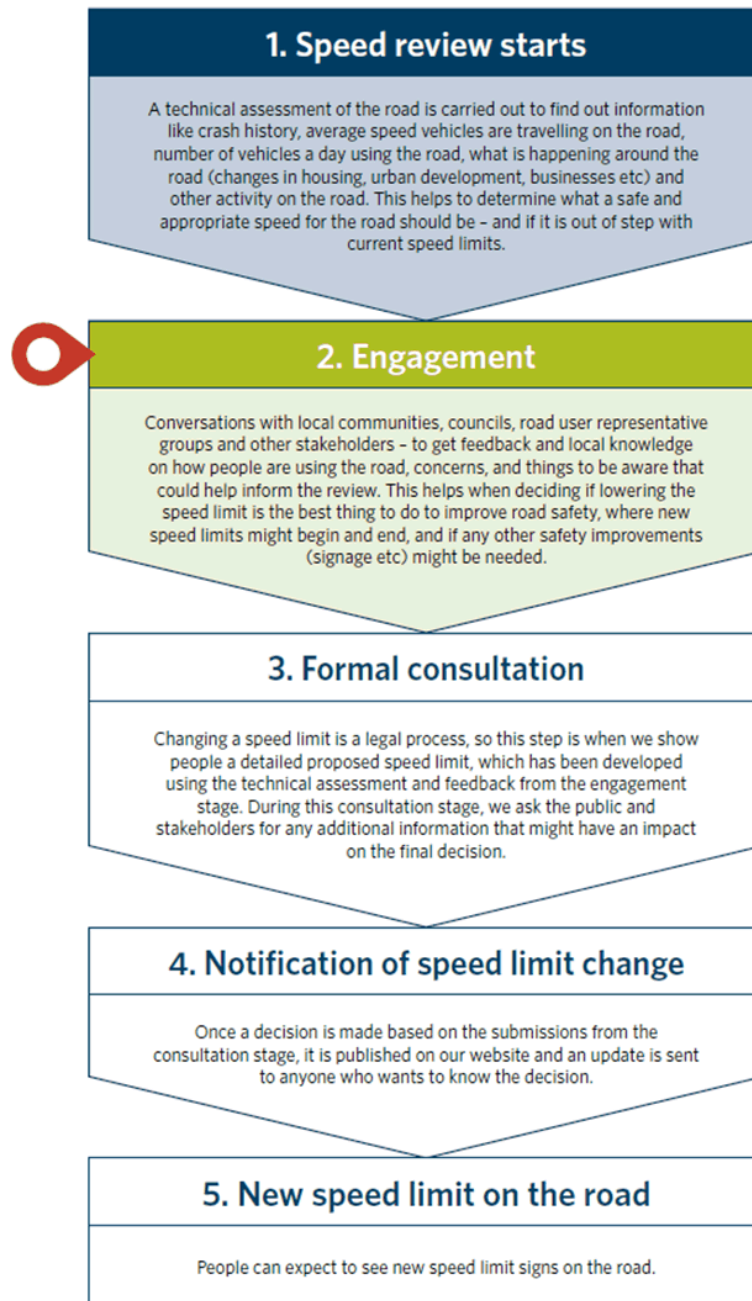 1. Speed review starts
A technical assessment of the road is carried out to find out information
like crash history, average speed vehicles are travelling on the road,
number of vehicles a day using the road, what is happening around the
road (changes in housing, urban development, businesses etc) and
other activity on the road. This helps to determine what a safe and
appropriate speed for the road should be – and if it is out of step with
current speed limits.
2. Engagement
Conversations with local communities, councils, road user representative
groups and other stakeholders – to get feedback and local knowledge
on how people are using the road, concerns, and things to be aware that
could help inform the review. This helps when deciding if lowering the
speed limit is the best thing to do to improve road safety, where new
speed limits might begin and end, and if any other safety improvements
(signage etc) might be needed.
3. Formal consultation
Changing a speed limit is a legal process, so this step is when we show
people a detailed proposed speed limit, which has been developed
using the technical assessment and feedback from the engagement
stage. During this consultation stage, we ask the public and
stakeholders for any additional information that might have an impact
on the final decision.
4. Notification of speed limit change
Once a decision is made based on the submissions from the
consultation stage, it is published on our website and an update is sent
to anyone who wants to know the decision.
5. New speed limit on the road
People can expect to see new speed limit signs on the road.